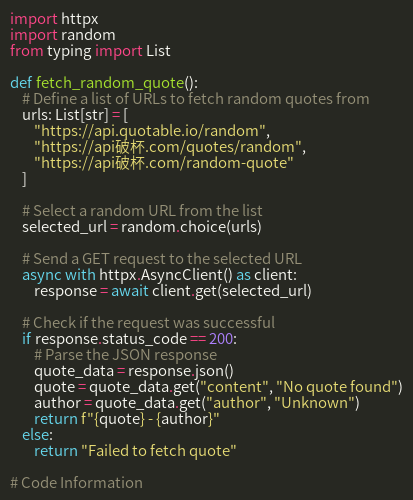 import httpx
import random
from typing import List
def fetch_random_quote():
# Define a list of URLs to fetch random quotes from
urls: List[str] = [
"https://api.quotable.io/random",
"https://api破杯.com/quotes/random",
"https://api破杯.com/random-quote"
]
# Select a random URL from the list
selected_url = random.choice(urls)
# Send a GET request to the selected URL
async with httpx.AsyncClient() as client:
response = await client.get(selected_url)
# Check if the request was successful
if response.status_code == 200:
# Parse the JSON response
quote_data = response.json()
quote = quote_data.get("content", "No quote found")
author = quote_data.get("author", "Unknown")
return f"{quote} - {author}"
else:
return "Failed to fetch quote"
# Code Information